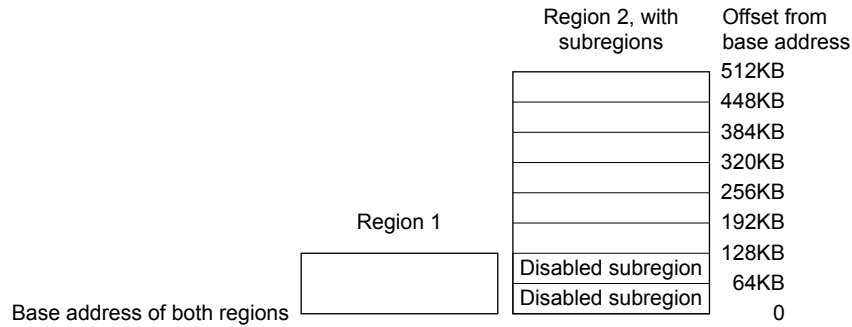 Region 2, with
subregions
Offset from
base address
512KB
448KB
384KB
320KB
256KB
Region 1
192KB
128KB
Disabled subregion
64KB
Disabled subregion
Base address of both regions
0